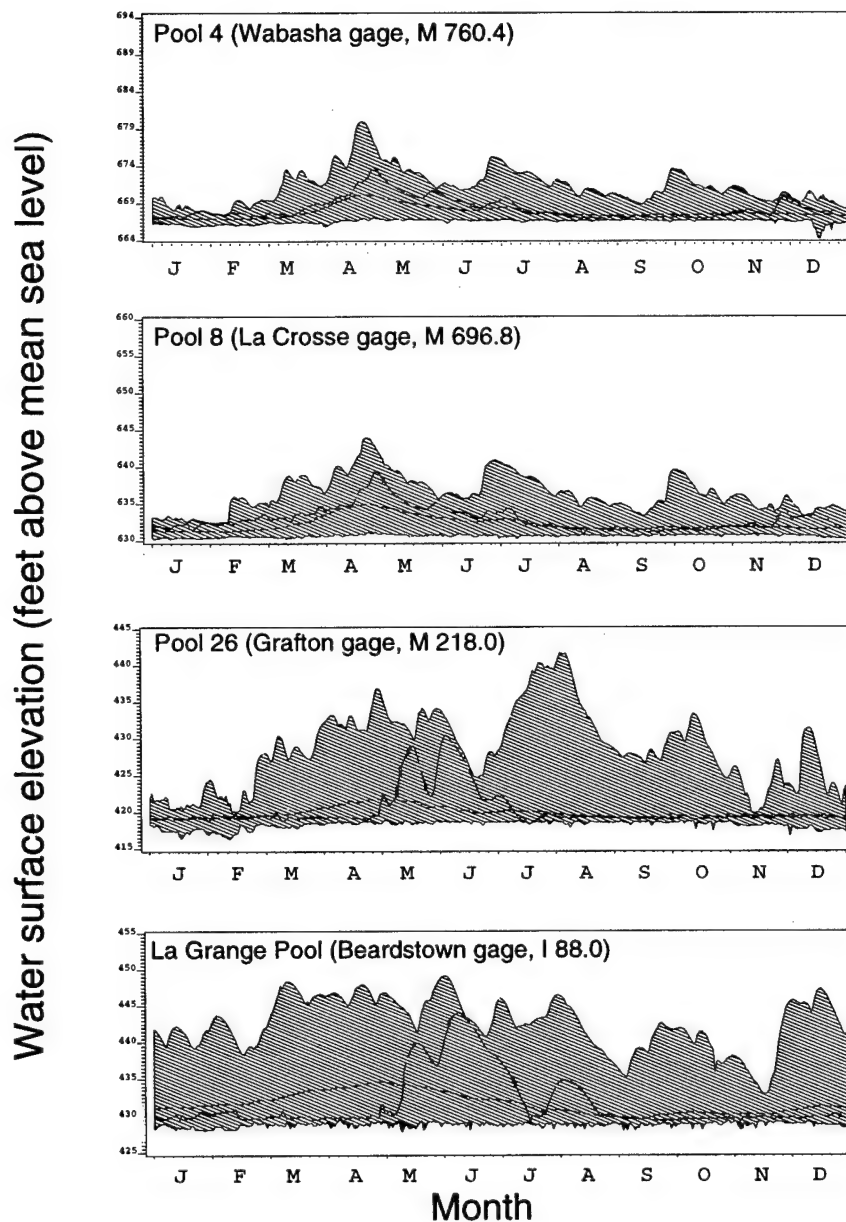 Water surface elevation (feet above mean sea level)
Pool 4 (Wabasha gage, M 760.4)
694
689
684
679
674
669
664
J F M A M J J A S O N D
Pool 8 (La Crosse gage, M 696.8)
660
655
650
645
640
635
630
J F M A M J J A S O N D
Pool 26 (Grafton gage, M 218.0)
445
440
435
430
425
420
415
J F M A M J J A S O N D
La Grange Pool (Beardstown gage, I 88.0)
455
450
445
440
435
430
425
J F M A M J J A S O N D
Month